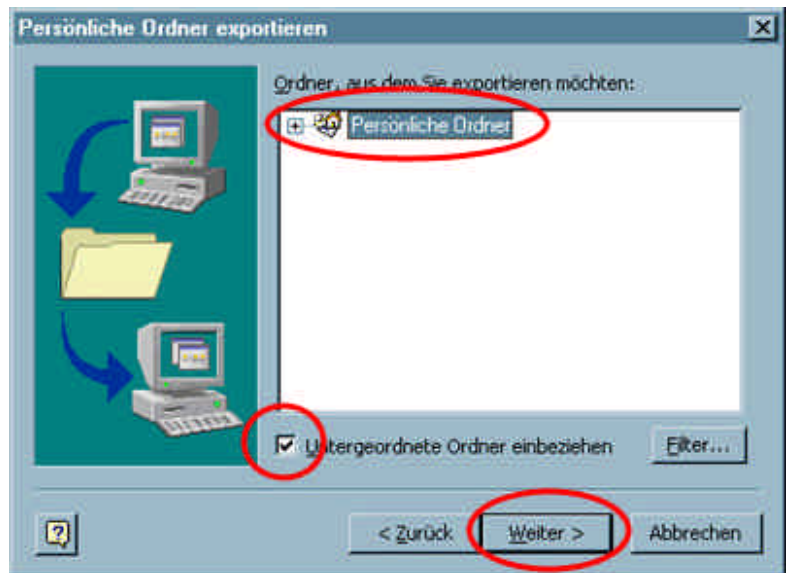 Persönliche Ordner exportieren
Ordner, aus dem Sie exportieren möchten:
Persönliche Ordner
Untergeordnete Ordner einbeziehen
Filter...
< Zurück
Weiter >
Abbrechen